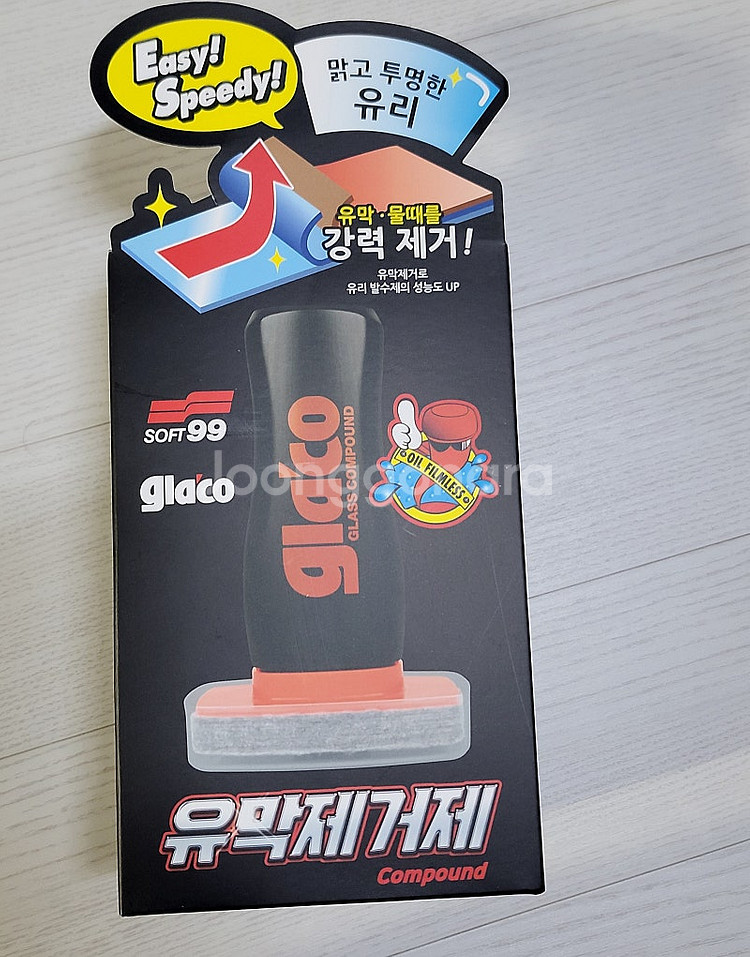 Easy!
Speedy!
맑고 투명한
유리
유막·물때를
강력 제거!
유막제거로
유리 발수제의 성능도 UP
SOFT99
glaco
glaco
GLASS COMPOUND
OIL FILMLESS
유막제거제
Compound